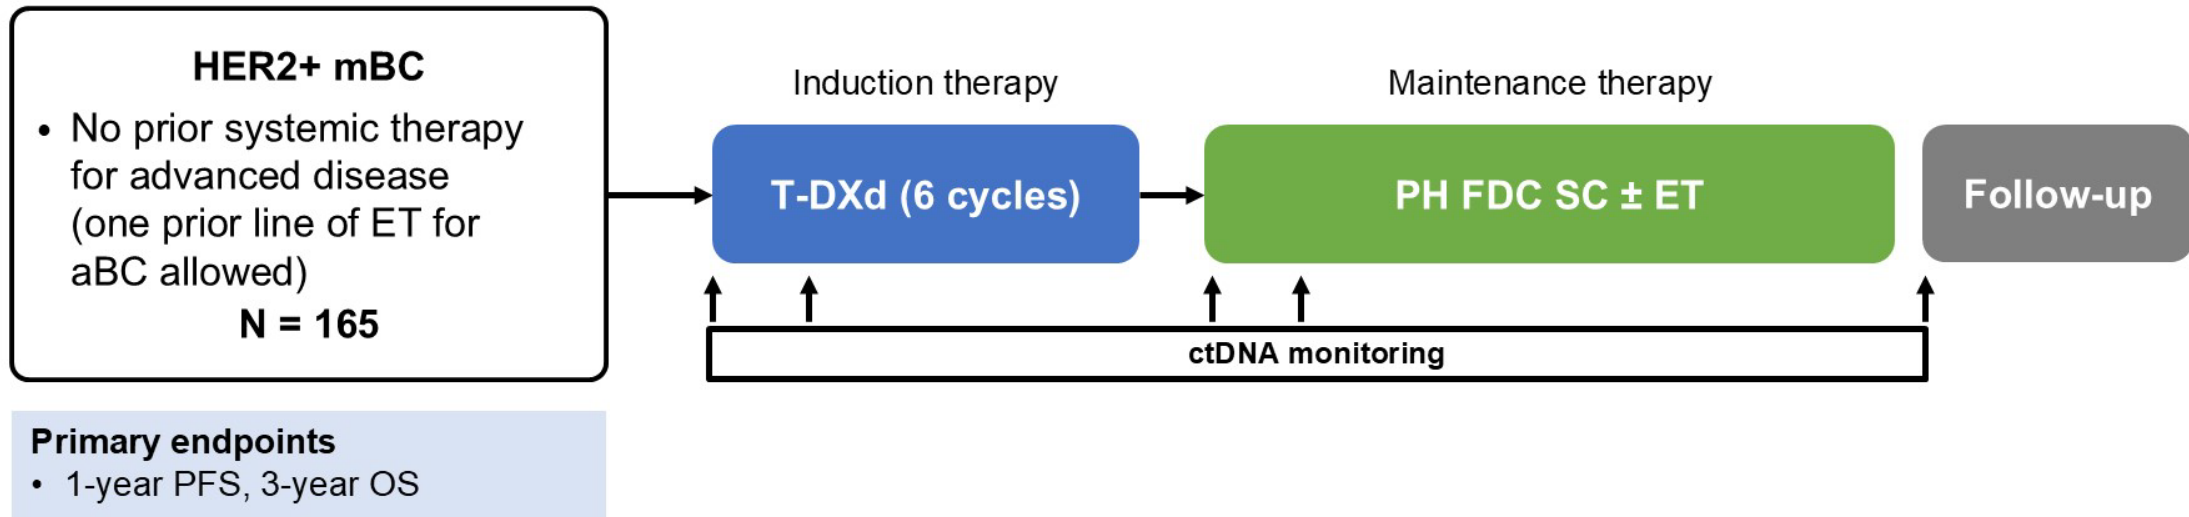 HER2+ mBC
• No prior systemic therapy
for advanced disease
(one prior line of ET for
aBC allowed)
N = 165
Primary endpoints
• 1-year PFS, 3-year OS
Induction therapy
T-DXd (6 cycles)
Maintenance therapy
PH FDC SC ± ET
Follow-up
ctDNA monitoring